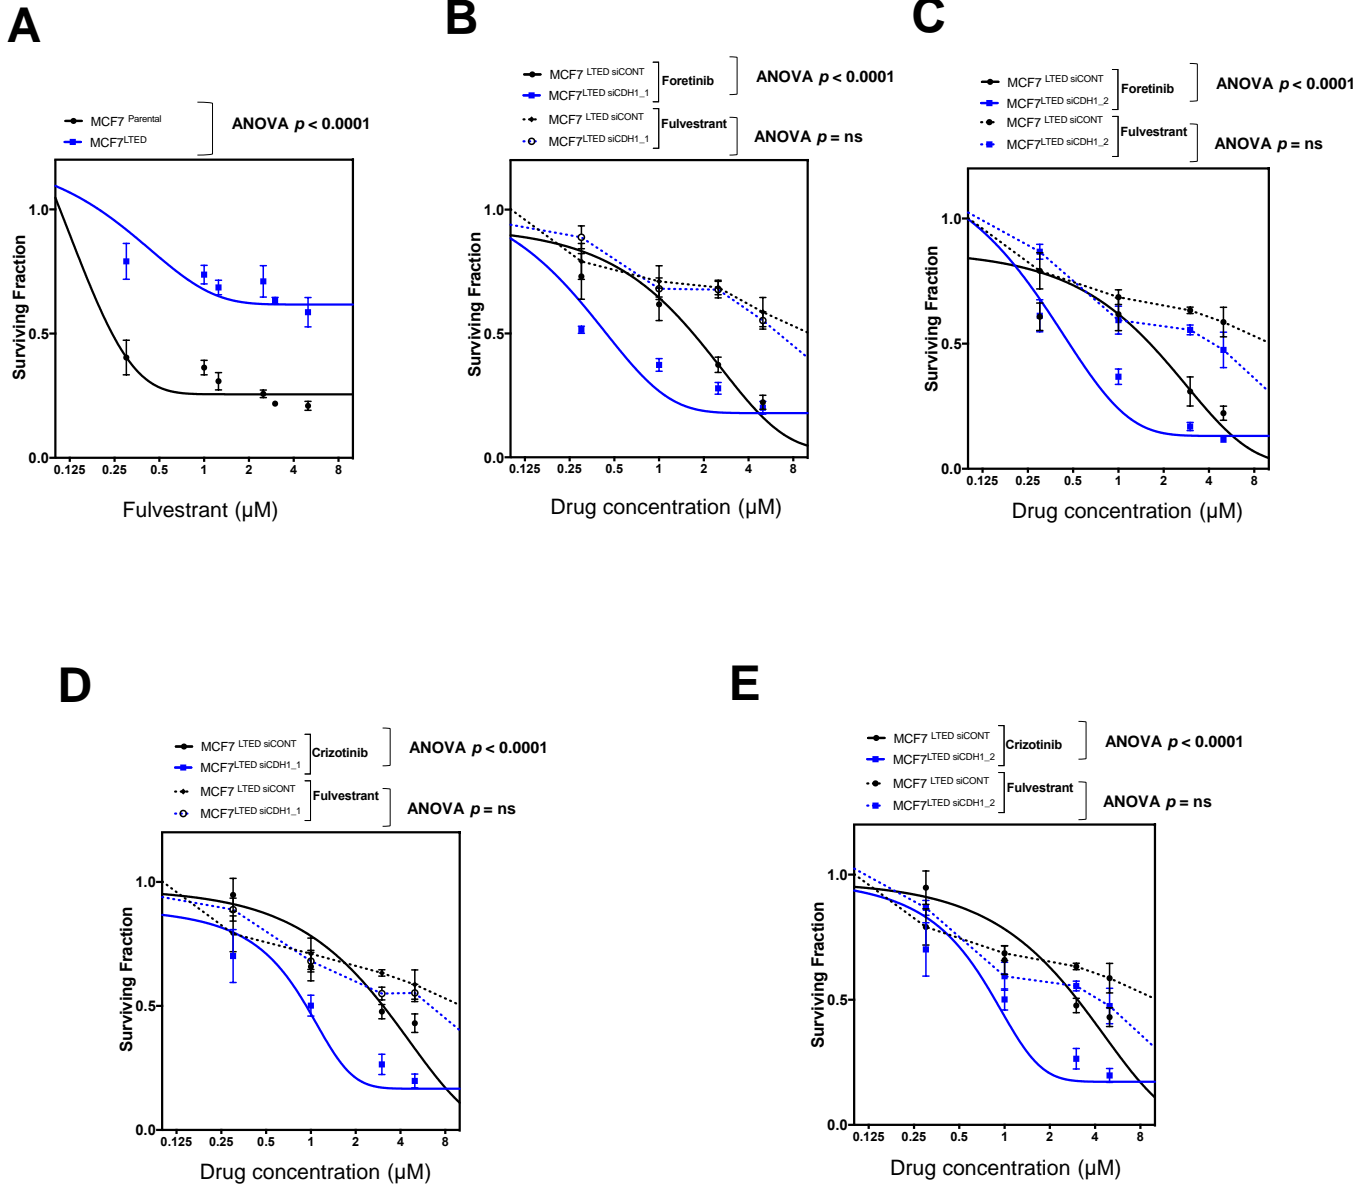 A
MCF7 Parental
MCF7LTED
ANOVA p < 0.0001
1.0
0.5
0.0
Surviving Fraction
0.125 0.25 0.5 1 2 4 8
Fulvestrant (µM)
B
MCF7 LTED siCONT
MCF7LTED siCDH1_1
Foretinib
ANOVA p < 0.0001
MCF7 LTED siCONT
MCF7LTED siCDH1_1
Fulvestrant
ANOVA p = ns
1.0
0.5
0.0
Surviving Fraction
0.125 0.25 0.5 1 2 4 8
Drug concentration (µM)
C
MCF7 LTED siCONT
MCF7LTED siCDH1_2
Foretinib
ANOVA p < 0.0001
MCF7 LTED siCONT
MCF7LTED siCDH1_2
Fulvestrant
ANOVA p = ns
1.0
0.5
0.0
Surviving Fraction
0.125 0.25 0.5 1 2 4 8
Drug concentration (µM)
D
MCF7 LTED siCONT
MCF7LTED siCDH1_1
Crizotinib
ANOVA p < 0.0001
MCF7 LTED siCONT
MCF7LTED siCDH1_1
Fulvestrant
ANOVA p = ns
1.0
0.5
0.0
Surviving Fraction
0.125 0.25 0.5 1 2 4 8
Drug concentration (µM)
E
MCF7 LTED siCONT
MCF7LTED siCDH1_2
Crizotinib
ANOVA p < 0.0001
MCF7 LTED siCONT
MCF7LTED siCDH1_2
Fulvestrant
ANOVA p = ns
1.0
0.5
0.0
Surviving Fraction
0.125 0.25 0.5 1 2 4 8
Drug concentration (µM)